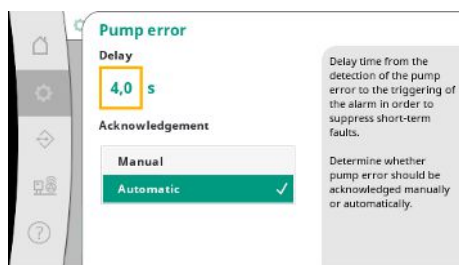 Pump error
Delay
4,0 s
Acknowledgement
Manual
Automatic
Delay time from the
detection of the pump
error to the triggering of
the alarm in order to
suppress short-term
faults.
Determine whether
pump error should be
acknowledged manually
or automatically.
?